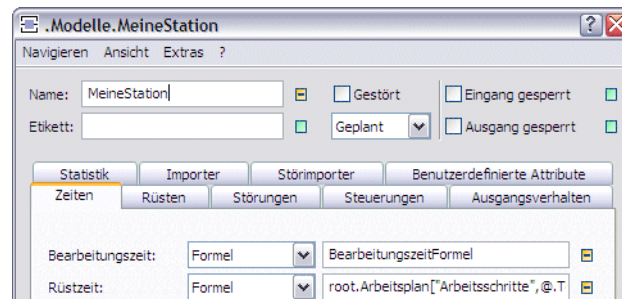 .Modelle.MeineStation
Navigieren Ansicht Extras ?
Name: MeineStation Gestört Eingang gesperrt
Etikett: Geplant Ausgang gesperrt
Statistik Importer Störimporter Benutzerdefinierte Attribute
Zeiten Rüsten Störungen Steuerungen Ausgangsverhalten
Bearbeitungszeit: Formel BearbeitungszeitFormel
Rüstzeit: Formel root.Arbeitsplan["Arbeitsschritte",@.T